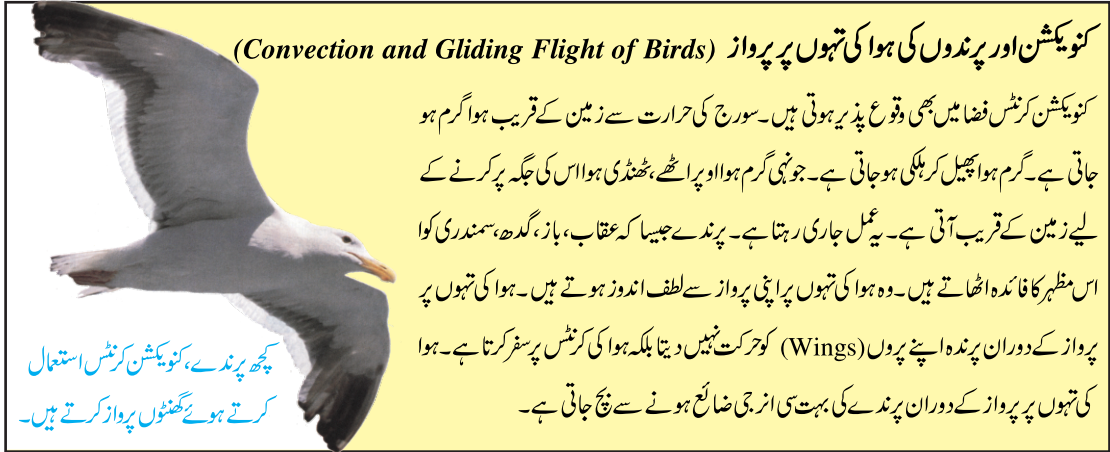 کنویکشن اور پرندوں کی ہوا کی تہوں پر پرواز (Convection and Gliding Flight of Birds)
کنویکشن کرنٹس فضا میں بھی وقوع پذیر ہوتی ہیں۔ سورج کی حرارت سے زمین کے قریب ہوا گرم ہو
جاتی ہے۔ گرم ہوا پھیل کر ہلکی ہو جاتی ہے۔ جونہی گرم ہوا اوپر اٹھے، ٹھنڈی ہوا اس کی جگہ پر کرنے کے
لیے زمین کے قریب آتی ہے۔ یہ عمل جاری رہتا ہے۔ پرندے جیسا کہ عقاب، باز، گدھ، سمندری کوا
اس مظہر کا فائدہ اٹھاتے ہیں۔ وہ ہوا کی تہوں پر اپنی پرواز سے لطف اندوز ہوتے ہیں۔ ہوا کی تہوں پر
پرواز کے دوران پرندہ اپنے پروں (Wings) کو حرکت نہیں دیتا بلکہ ہوا کی کرنٹس پر سفر کرتا ہے۔ ہوا
کی تہوں پر پرواز کے دوران پرندے کی بہت سی انرجی ضائع ہونے سے بچ جاتی ہے۔
کچھ پرندے، کنویکشن کرنٹس استعمال
کرتے ہوئے گھنٹوں پرواز کرتے ہیں۔